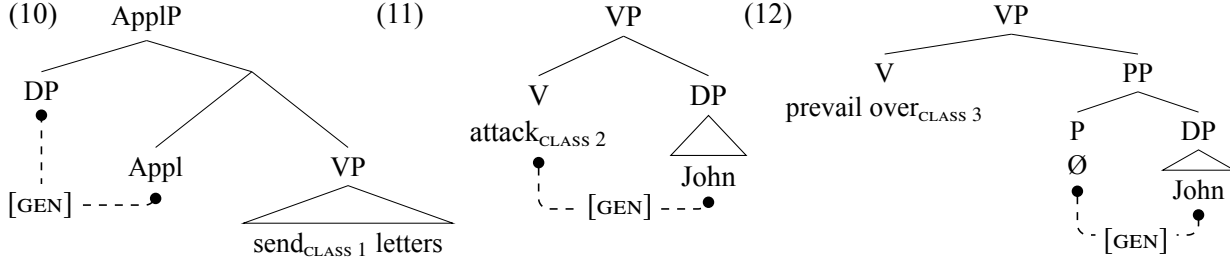 (10) ApplP (11) VP (12) VP
DP V DP V PP
attackCLASS 2 prevail overCLASS 3
P DP
Appl VP John Ø
[GEN] [GEN] John
sendCLASS 1 letters [GEN]